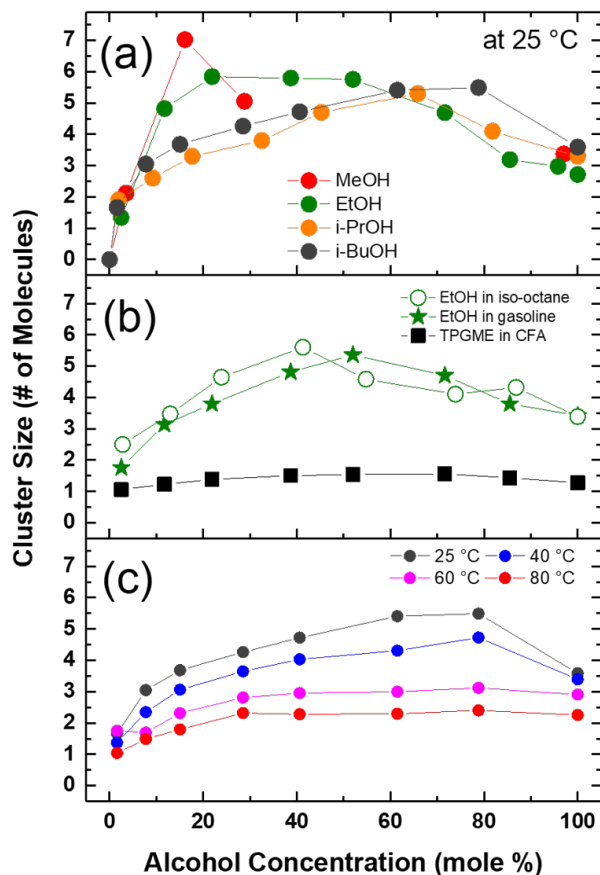 Cluster Size (# of Molecules)
(a)
at 25 °C
7
6
5
4
3
2
1
0
MeOH
EtOH
i-PrOH
i-BuOH
(b)
7
6
5
4
3
2
1
0
EtOH in iso-octane
EtOH in gasoline
TPGME in CFA
(c)
7
6
5
4
3
2
1
0
25 °C 40 °C
60 °C 80 °C
0 20 40 60 80 100
Alcohol Concentration (mole %)